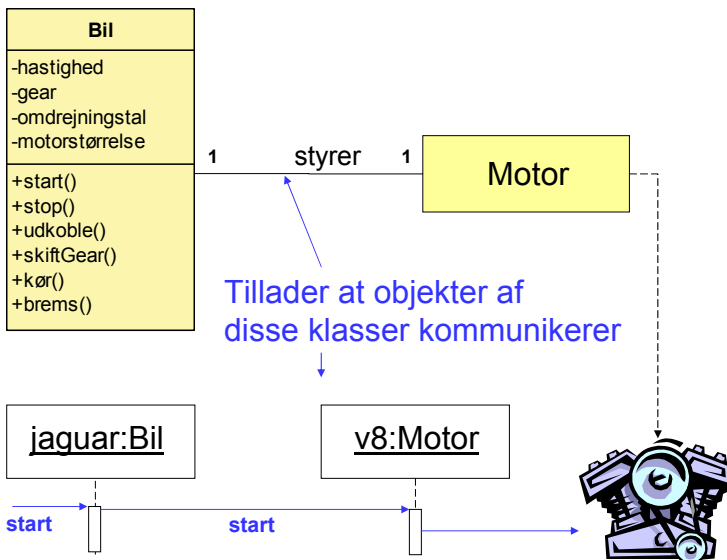 Bil
-hastighed
-gear
-omdrejningstal
-motorstørrelse
+start()
+stop()
+udkoble()
+skiftGear()
+kør()
+brems()
1
styrer
1
Motor
Tillader at objekter af
disse klasser kommunikerer
jaguar:Bil
v8:Motor
start
start